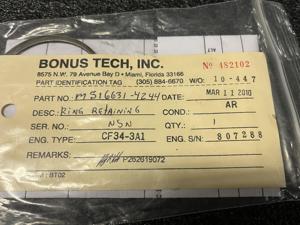 BONUS TECH, INC.
8575 N.W. 79 Avenue Bay D • Miami, Florida 33166
Nº 482102
PART IDENTIFICATION TAG (305) 884-6670 W/O: 10-447
PART NO: MS16631-4244 DATE: MAR 11 2010
DESC: RING RETAINING COND: AR
SER. NO: NSN QTY: 1
ENG. TYPE: CF34-3A1 ENG. S/N: 807288
REMARKS: P262619072
BT02